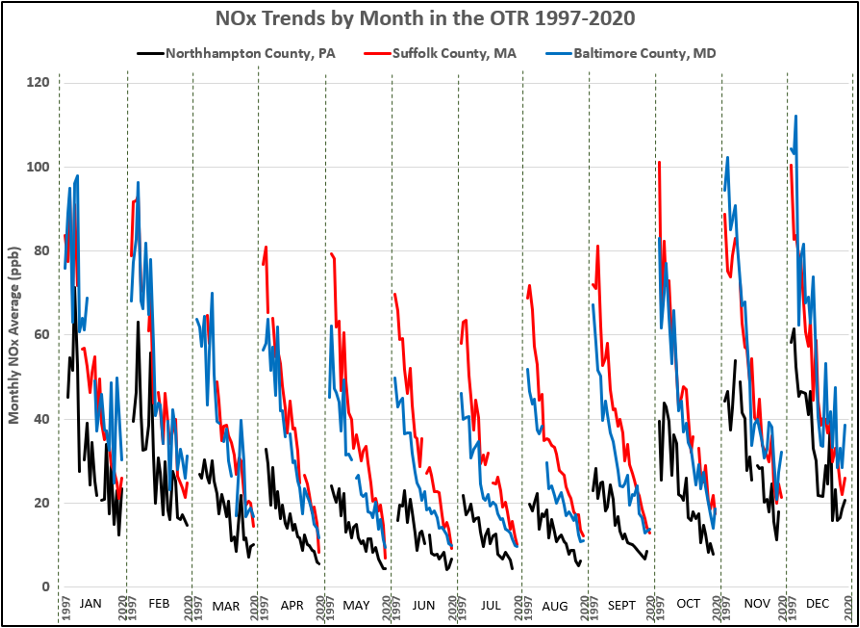 NOx Trends by Month in the OTR 1997-2020
Northhampton County, PA
Suffolk County, MA
Baltimore County, MD
Monthly NOx Average (ppb)
120
100
80
60
40
20
0
1997 JAN 2020
1997 FEB 2020
1997 MAR 2020
1997 APR 2020
1997 MAY 2020
1997 JUN 2020
1997 JUL 2020
1997 AUG 2020
1997 SEPT 2020
1997 OCT 2020
1997 NOV 2020
1997 DEC 2020